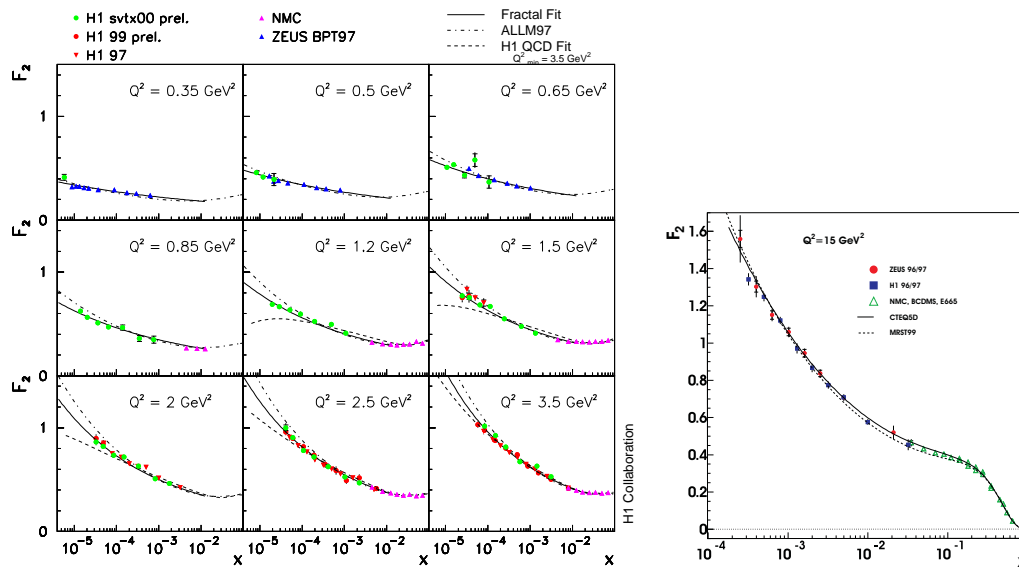 H1 svtx00 prel.
H1 99 prel.
H1 97
NMC
ZEUS BPT97
Fractal Fit
ALLM97
H1 QCD Fit
Q²min = 3.5 GeV²
F₂
Q² = 0.35 GeV²
Q² = 0.5 GeV²
Q² = 0.65 GeV²
1
0
F₂
Q² = 0.85 GeV²
Q² = 1.2 GeV²
Q² = 1.5 GeV²
1
0
F₂
Q² = 2 GeV²
Q² = 2.5 GeV²
Q² = 3.5 GeV²
1
0
10⁻⁵ 10⁻⁴ 10⁻³ 10⁻² 10⁻⁵ 10⁻⁴ 10⁻³ 10⁻² 10⁻⁵ 10⁻⁴ 10⁻³ 10⁻²
x x x
H1 Collaboration
F₂
Q²=15 GeV²
ZEUS 96/97
H1 96/97
NMC, BCDMS, E665
CTEQ5D
MRST99
1.6
1.4
1.2
1
0.8
0.6
0.4
0.2
0
10⁻⁴ 10⁻³ 10⁻² 10⁻¹